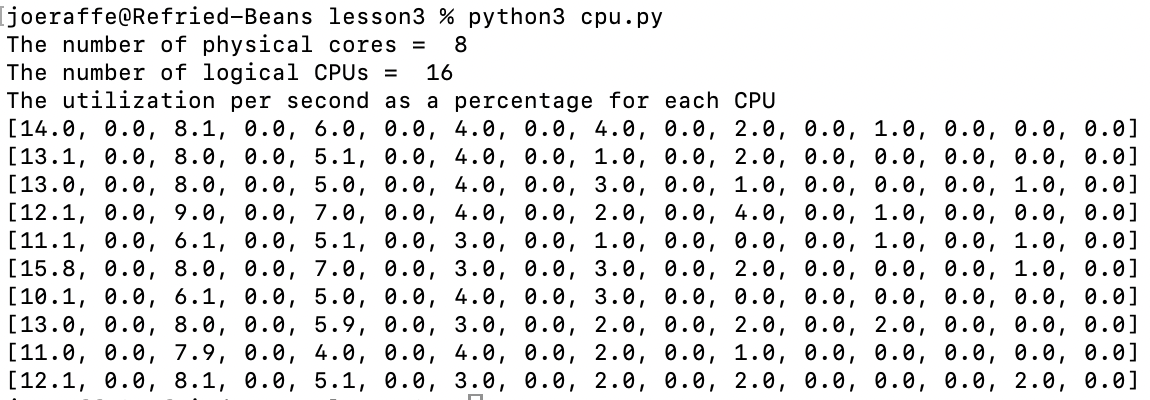 joeraffe@Refried-Beans lesson3 % python3 cpu.py
The number of physical cores =  8
The number of logical CPUs =  16
The utilization per second as a percentage for each CPU
[14.0, 0.0, 8.1, 0.0, 6.0, 0.0, 4.0, 0.0, 4.0, 0.0, 2.0, 0.0, 1.0, 0.0, 0.0, 0.0]
[13.1, 0.0, 8.0, 0.0, 5.1, 0.0, 4.0, 0.0, 1.0, 0.0, 2.0, 0.0, 0.0, 0.0, 0.0, 0.0]
[13.0, 0.0, 8.0, 0.0, 5.0, 0.0, 4.0, 0.0, 3.0, 0.0, 1.0, 0.0, 0.0, 0.0, 1.0, 0.0]
[12.1, 0.0, 9.0, 0.0, 7.0, 0.0, 4.0, 0.0, 2.0, 0.0, 4.0, 0.0, 1.0, 0.0, 0.0, 0.0]
[11.1, 0.0, 6.1, 0.0, 5.1, 0.0, 3.0, 0.0, 1.0, 0.0, 0.0, 0.0, 1.0, 0.0, 1.0, 0.0]
[15.8, 0.0, 8.0, 0.0, 7.0, 0.0, 3.0, 0.0, 3.0, 0.0, 2.0, 0.0, 0.0, 0.0, 1.0, 0.0]
[10.1, 0.0, 6.1, 0.0, 5.0, 0.0, 4.0, 0.0, 3.0, 0.0, 0.0, 0.0, 0.0, 0.0, 0.0, 0.0]
[13.0, 0.0, 8.0, 0.0, 5.9, 0.0, 3.0, 0.0, 2.0, 0.0, 2.0, 0.0, 2.0, 0.0, 0.0, 0.0]
[11.0, 0.0, 7.9, 0.0, 4.0, 0.0, 4.0, 0.0, 2.0, 0.0, 1.0, 0.0, 0.0, 0.0, 0.0, 0.0]
[12.1, 0.0, 8.1, 0.0, 5.1, 0.0, 3.0, 0.0, 2.0, 0.0, 2.0, 0.0, 0.0, 0.0, 2.0, 0.0]